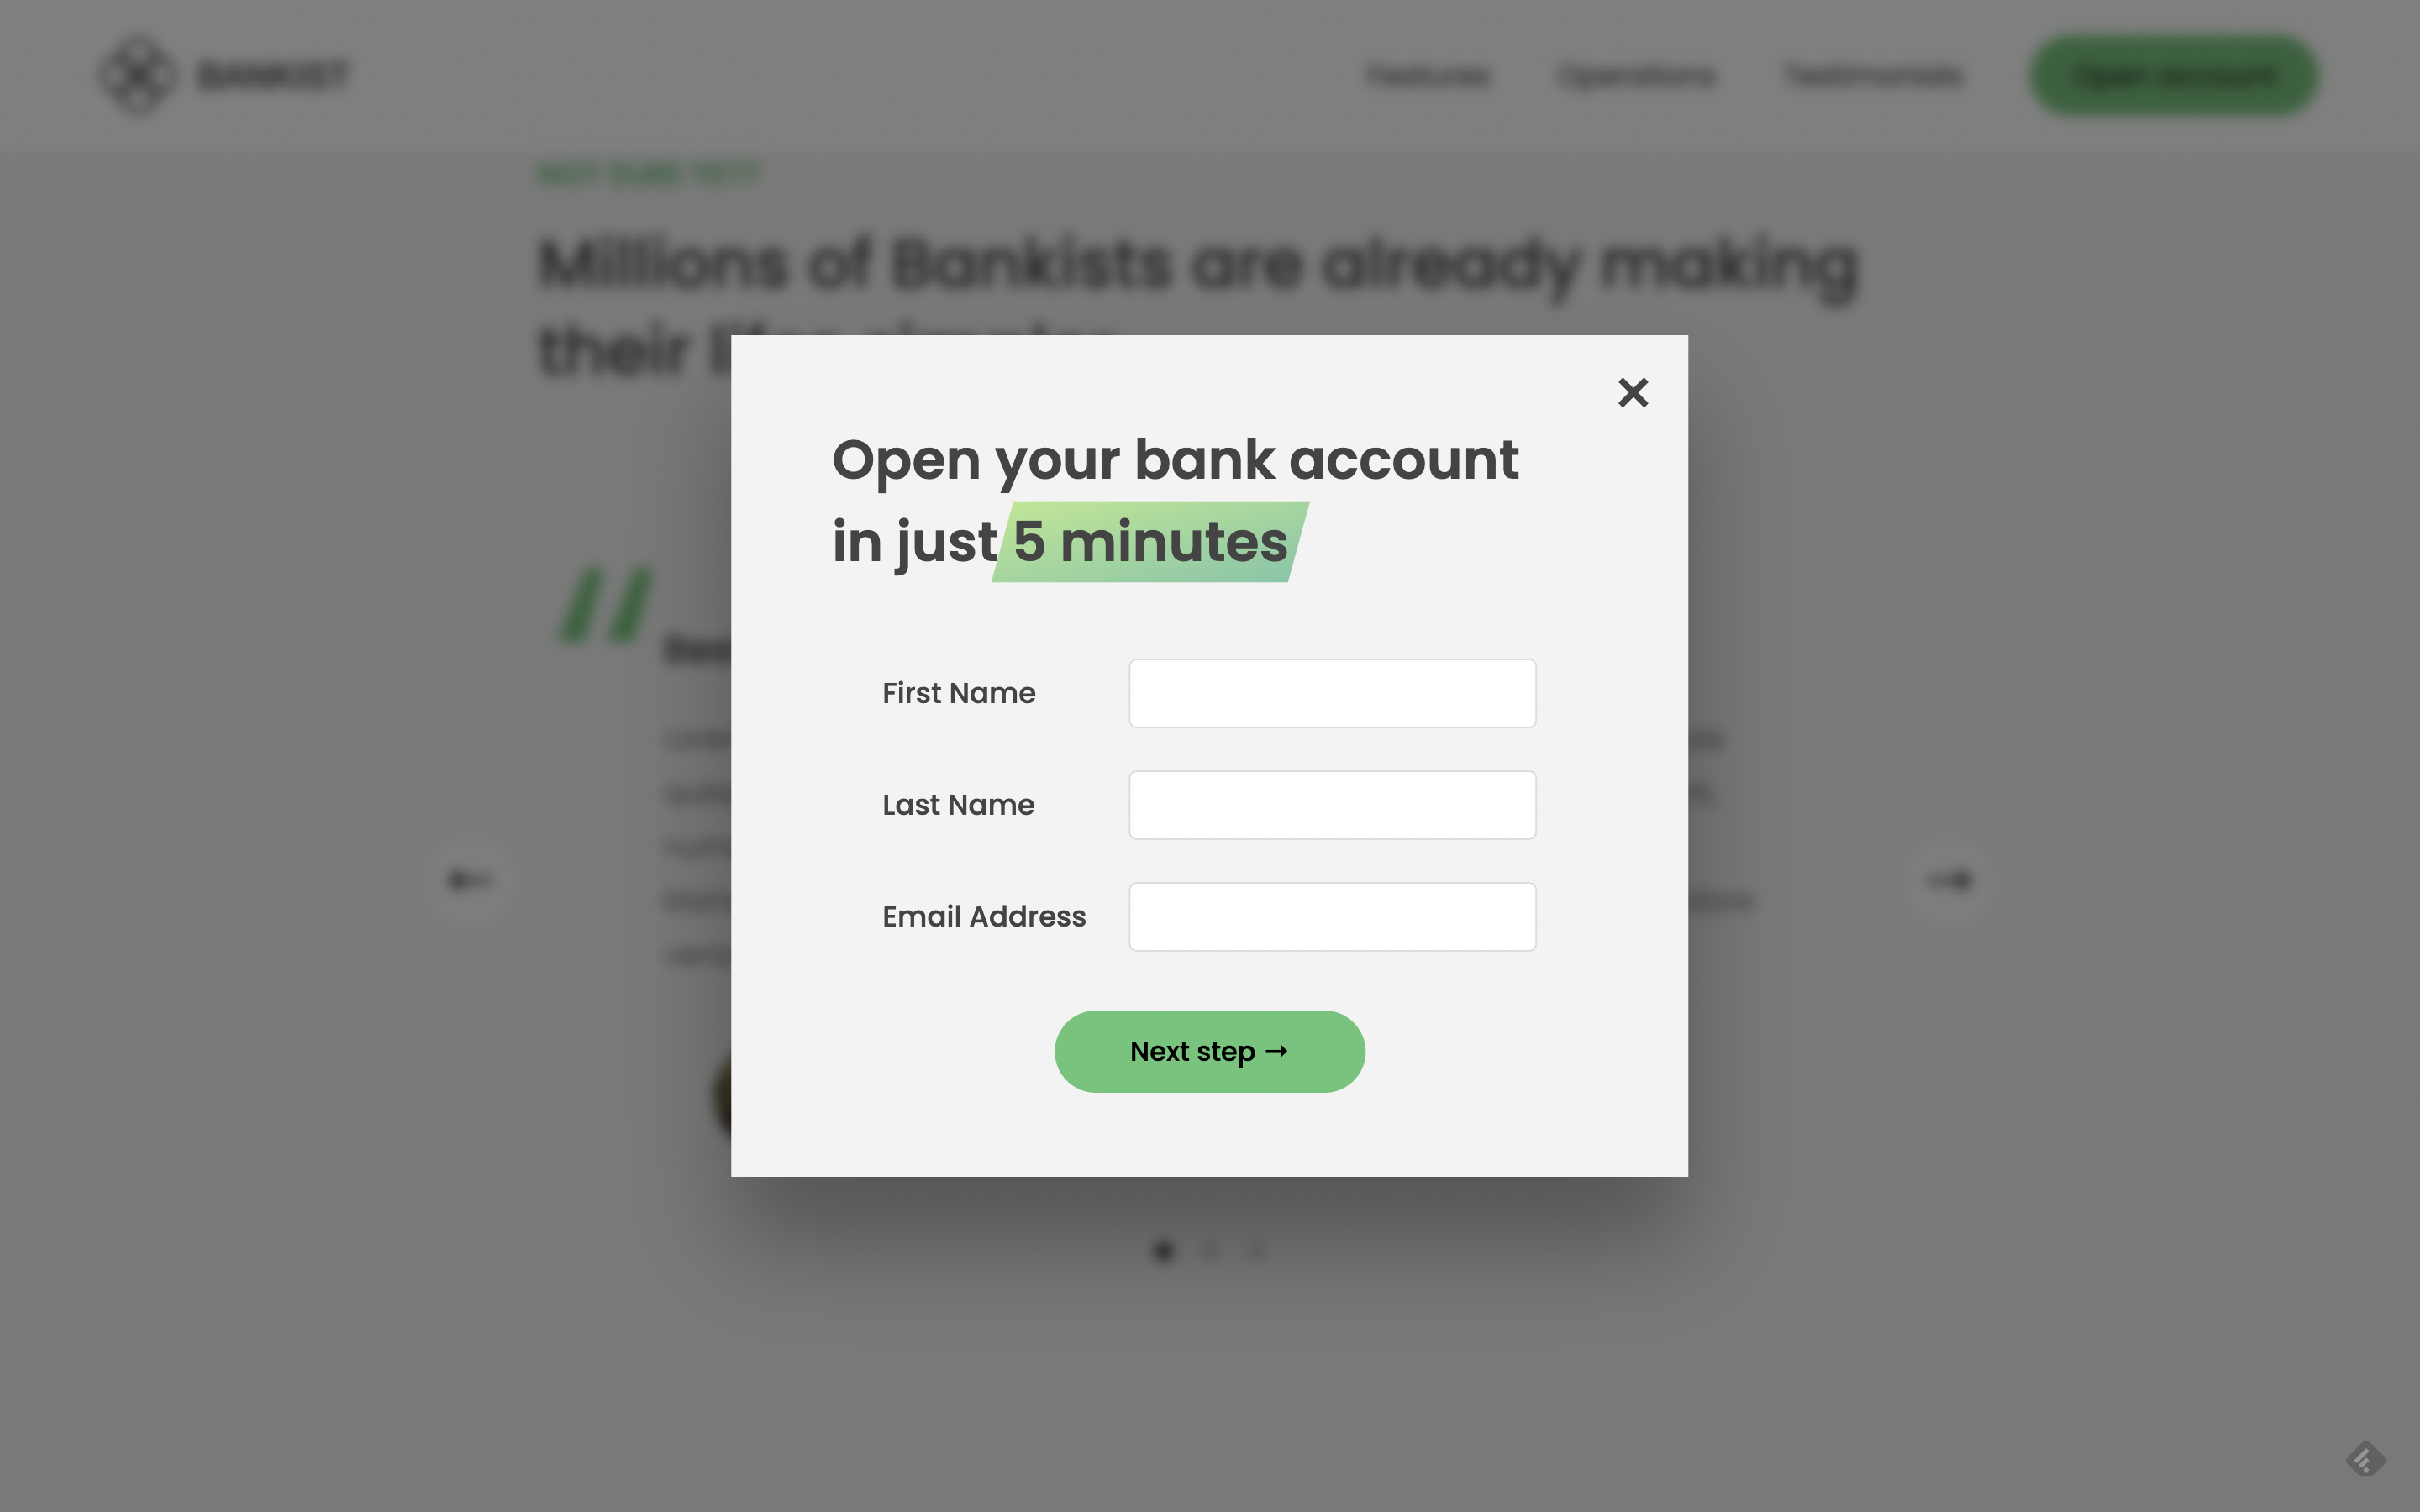 BANKIST
Features
Operations
Testimonials
Open account
NOT SURE YET?
Millions of Bankists are already making
their
×
Open your bank account
in just 5 minutes
First Name
Last Name
Email Address
Next step →